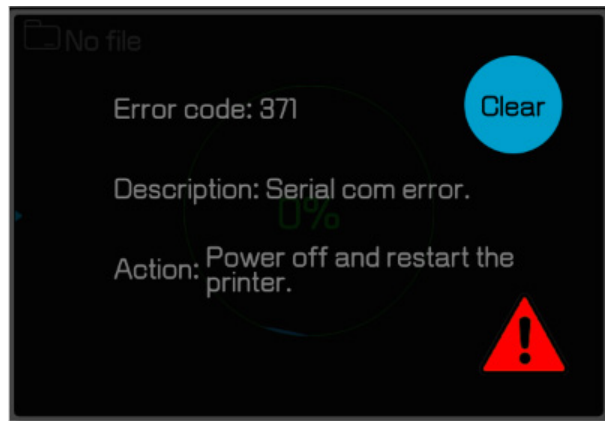 No file
Error code: 371
Clear
Description: Serial com error.
0%
Action: Power off and restart the
printer.